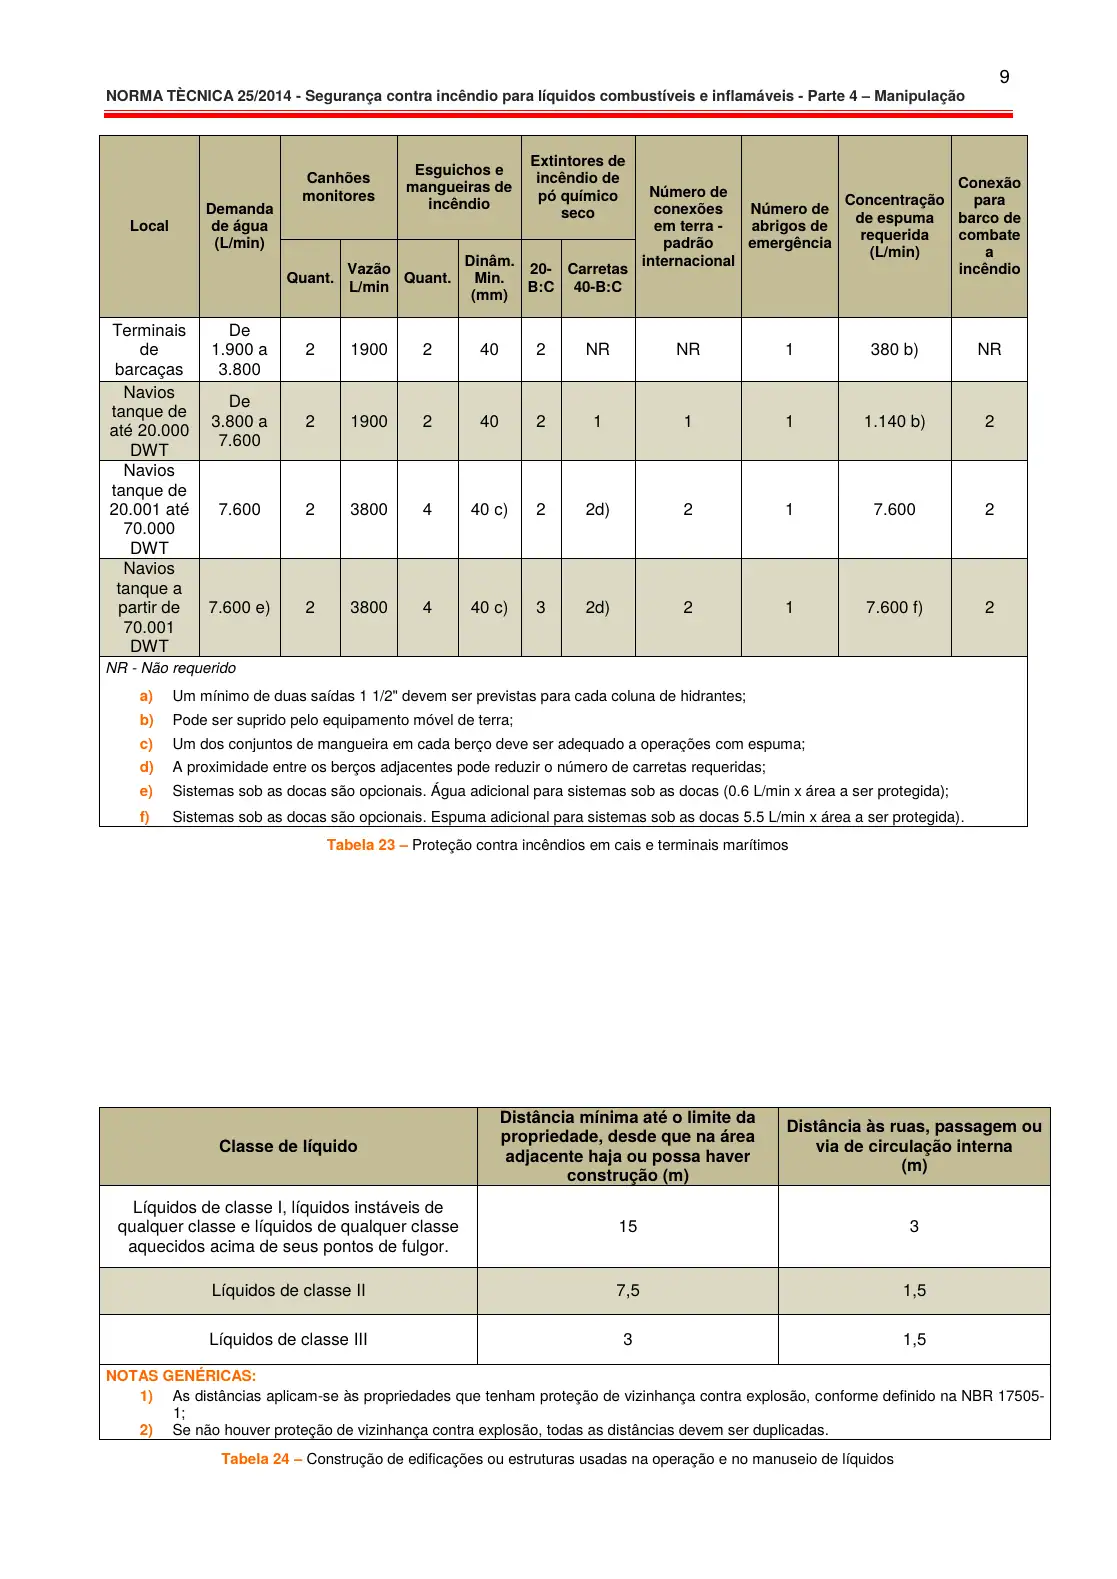 9
NORMA TÈCNICA 25/2014 - Segurança contra incêndio para líquidos combustíveis e inflamáveis - Parte 4 – Manipulação
Local
Demanda
de água
(L/min)
Canhões
monitores
Esguichos e
mangueiras de
incêndio
Extintores de
incêndio de
pó químico
seco
Número de
conexões
em terra -
padrão
internacional
Número de
abrigos de
emergência
Concentração
de espuma
requerida
(L/min)
Conexão
para
barco de
combate
a
incêndio
Quant.
Vazão
L/min
Quant.
Dinâm.
Min.
(mm)
20-
B:C
Carretas
40-B:C
Terminais
de
barcaças
De
1.900 a
3.800
2
1900
2
40
2
NR
NR
1
380 b)
NR
Navios
tanque de
até 20.000
DWT
De
3.800 a
7.600
2
1900
2
40
2
1
1
1
1.140 b)
2
Navios
tanque de
20.001 até
70.000
DWT
7.600
2
3800
4
40 c)
2
2d)
2
1
7.600
2
Navios
tanque a
partir de
70.001
DWT
7.600 e)
2
3800
4
40 c)
3
2d)
2
1
7.600 f)
2
NR - Não requerido
a) Um mínimo de duas saídas 1 1/2" devem ser previstas para cada coluna de hidrantes;
b) Pode ser suprido pelo equipamento móvel de terra;
c) Um dos conjuntos de mangueira em cada berço deve ser adequado a operações com espuma;
d) A proximidade entre os berços adjacentes pode reduzir o número de carretas requeridas;
e) Sistemas sob as docas são opcionais. Água adicional para sistemas sob as docas (0.6 L/min x área a ser protegida);
f) Sistemas sob as docas são opcionais. Espuma adicional para sistemas sob as docas 5.5 L/min x área a ser protegida).
Tabela 23 – Proteção contra incêndios em cais e terminais marítimos
Classe de líquido
Distância mínima até o limite da
propriedade, desde que na área
adjacente haja ou possa haver
construção (m)
Distância às ruas, passagem ou
via de circulação interna
(m)
Líquidos de classe I, líquidos instáveis de
qualquer classe e líquidos de qualquer classe
aquecidos acima de seus pontos de fulgor.
15
3
Líquidos de classe II
7,5
1,5
Líquidos de classe III
3
1,5
NOTAS GENÉRICAS:
1) As distâncias aplicam-se às propriedades que tenham proteção de vizinhança contra explosão, conforme definido na NBR 17505-
1;
2) Se não houver proteção de vizinhança contra explosão, todas as distâncias devem ser duplicadas.
Tabela 24 – Construção de edificações ou estruturas usadas na operação e no manuseio de líquidos